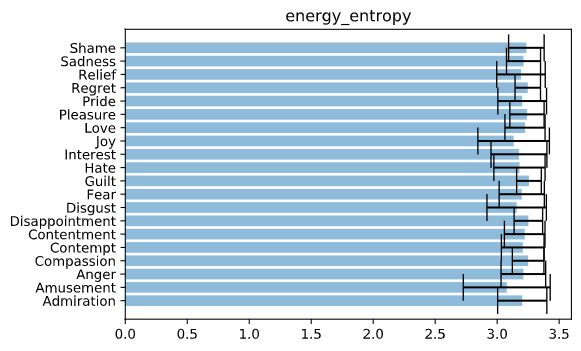 energy_entropy
Shame
Sadness
Relief
Regret
Pride
Pleasure
Love
Joy
Interest
Hate
Guilt
Fear
Disgust
Disappointment
Contentment
Contempt
Compassion
Anger
Amusement
Admiration
0.0 0.5 1.0 1.5 2.0 2.5 3.0 3.5